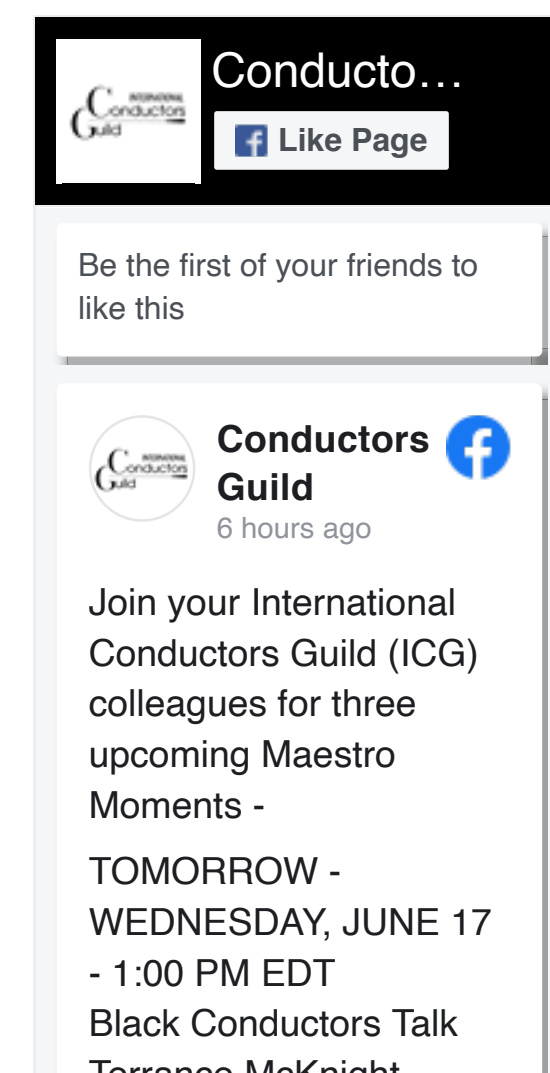 INTERNATIONAL
Conductors
Guild
Conducto…
Like Page
Be the first of your friends to
like this
INTERNATIONAL
Conductors
Guild
Conductors
Guild
6 hours ago
Join your International
Conductors Guild (ICG)
colleagues for three
upcoming Maestro
Moments -
TOMORROW -
WEDNESDAY, JUNE 17
- 1:00 PM EDT
Black Conductors Talk
Terrance McKnight